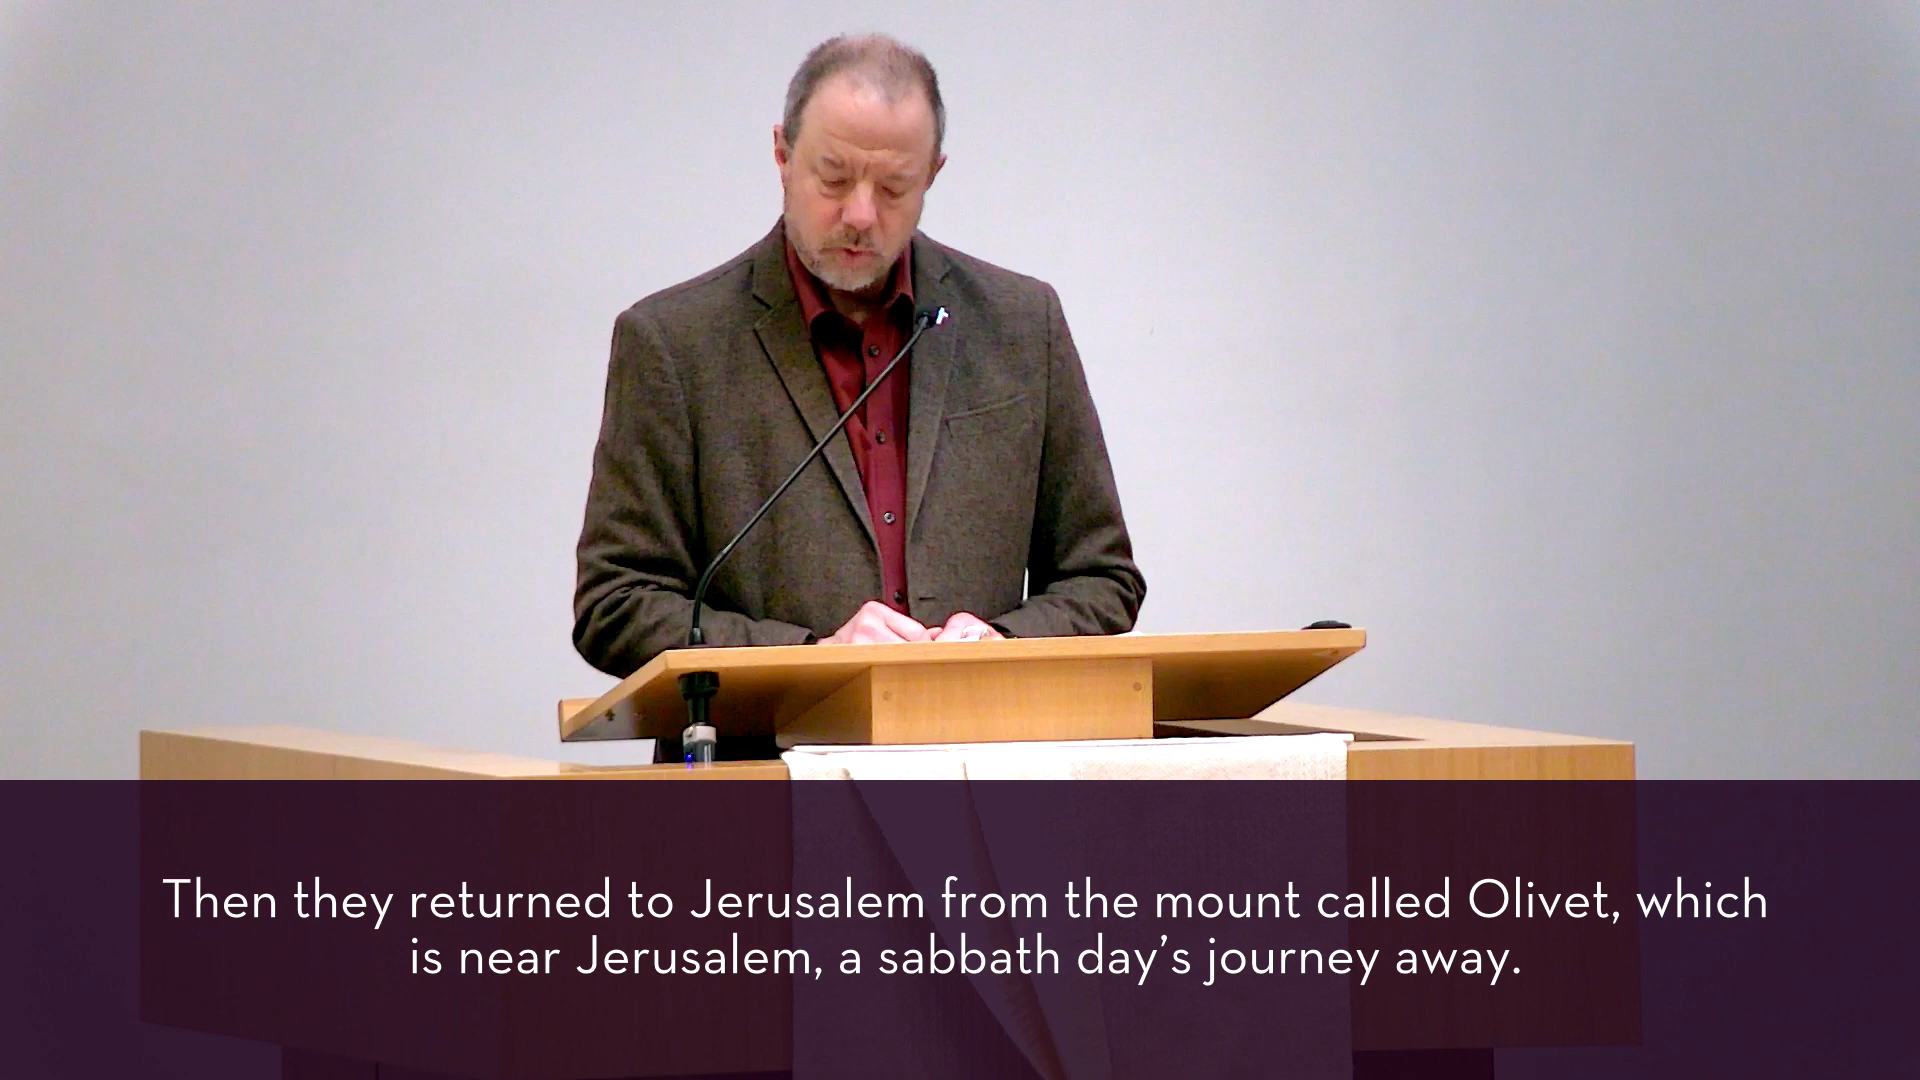 Then they returned to Jerusalem from the mount called Olivet, which
is near Jerusalem, a sabbath day’s journey away.